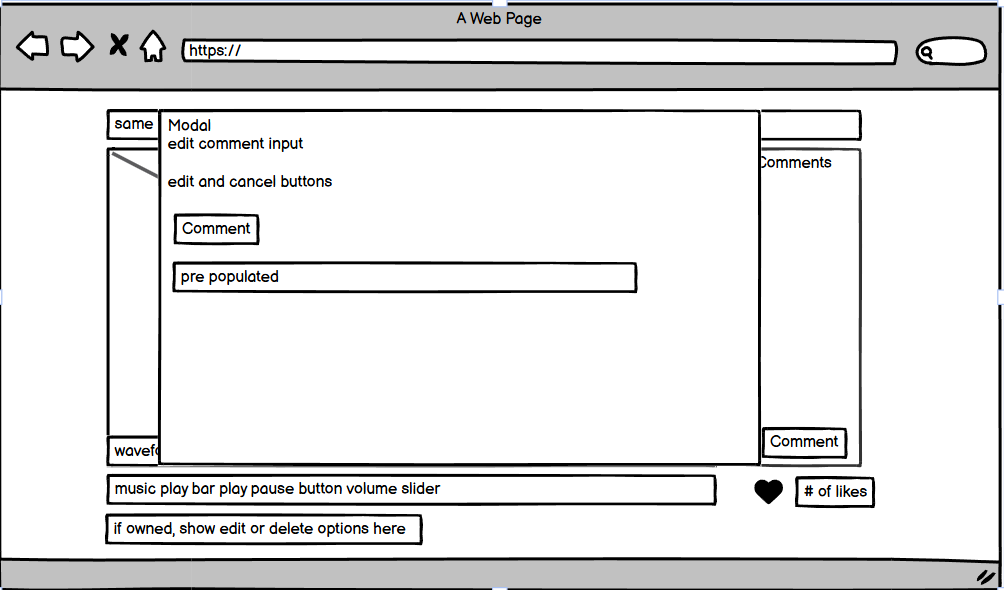 A Web Page
https://
same
Modal
edit comment input
edit and cancel buttons
Comment
pre populated
Comments
Comment
wavefo
music play bar play pause button volume slider
# of likes
if owned, show edit or delete options here